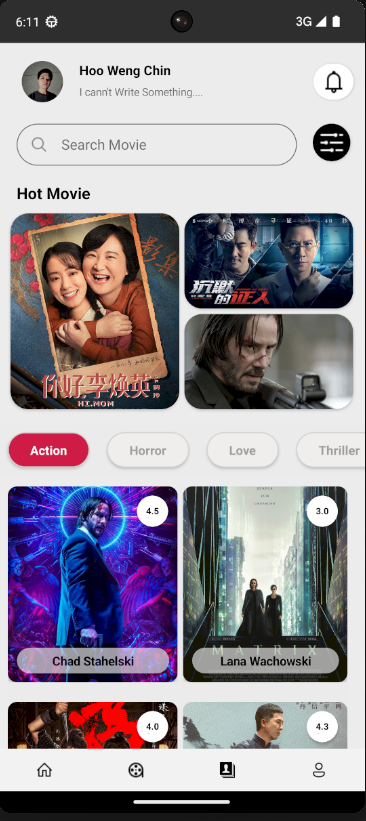 6:11
3G
Hoo Weng Chin
I cann't Write Something....
Search Movie
Hot Movie
影集
你好,李焕英
HI, MOM
沉默
的证人
Action
Horror
Love
Thriller
4.5
3.0
MATRIX
Chad Stahelski
Lana Wachowski
4.0
4.3